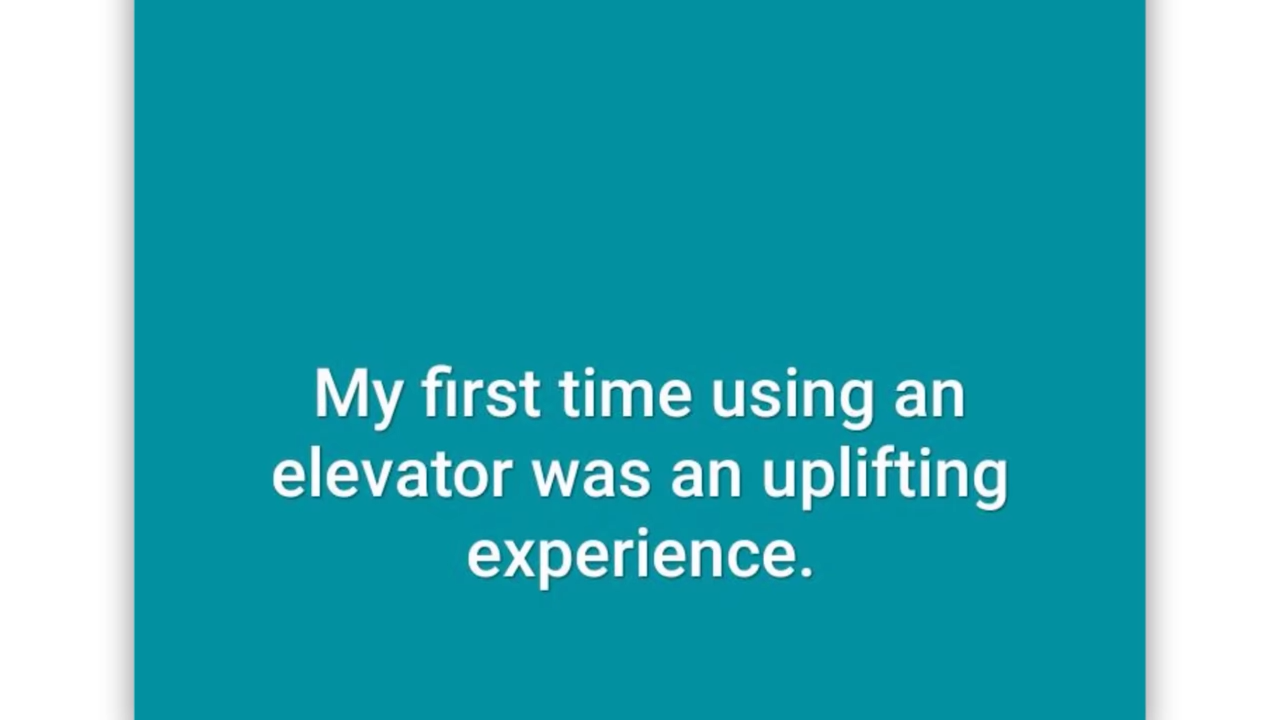 My first time using an
elevator was an uplifting
experience.